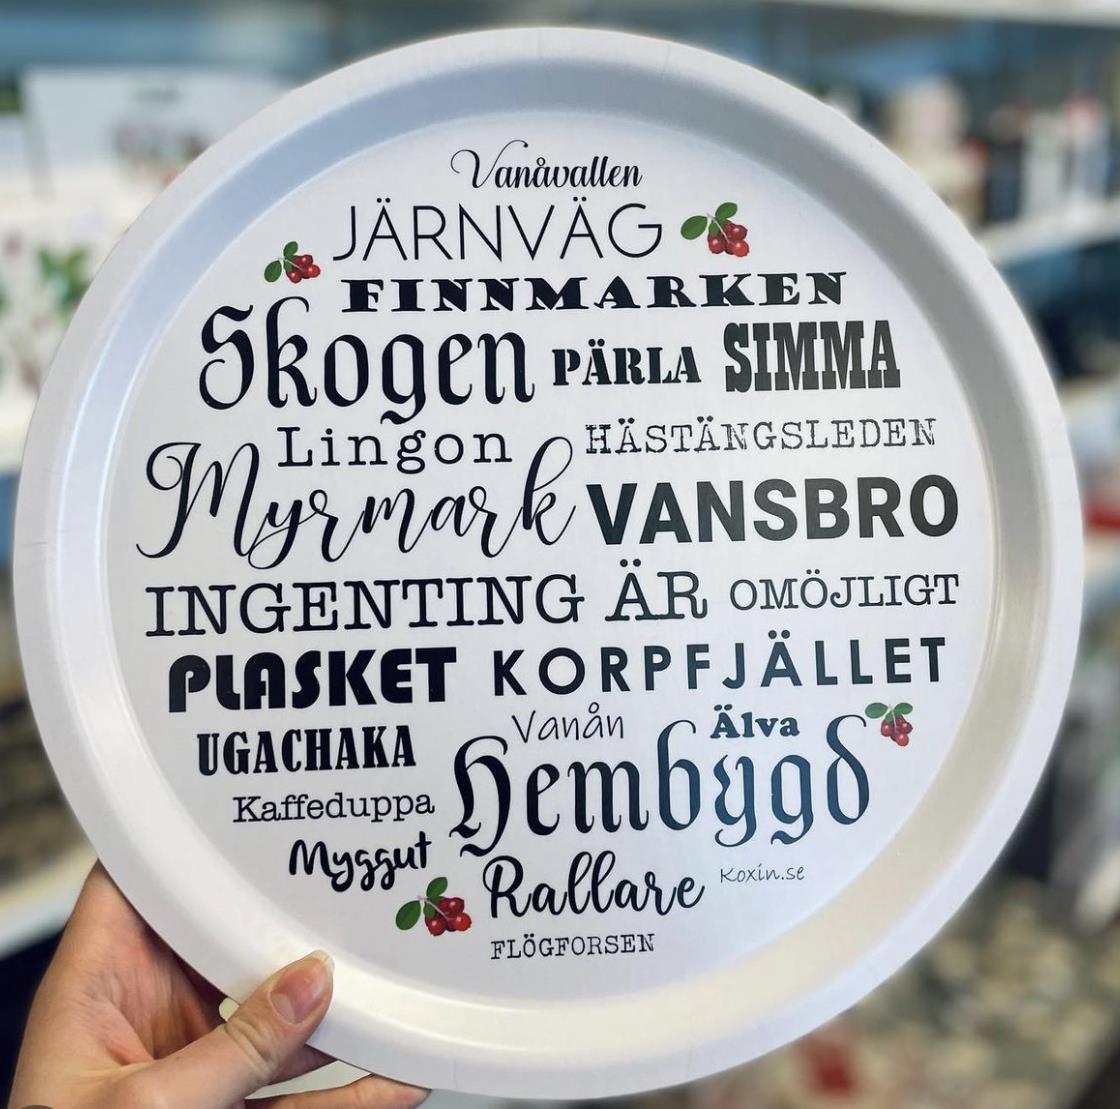 Vanåvallen
JÄRNVÄG
FINNMARKEN
Skogen PÄRLA SIMMA
Lingon HÄSTÄNGSLEDEN
Myrmark VANSBRO
INGENTING ÄR OMÖJLIGT
PLASKET KORPFJÄLLET
Vanån Älva
UGACHAKA Hembygd
Kaffeduppa
Myggut
Rallare Koxin.se
FLÖGFORSEN